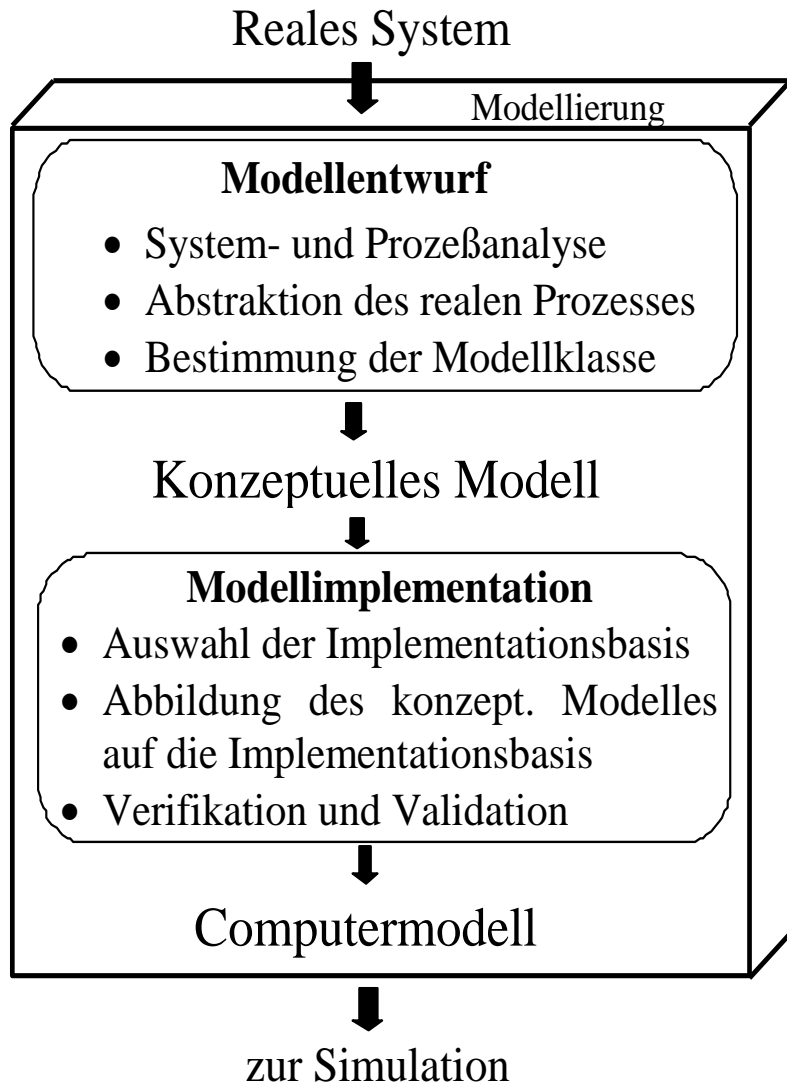 Reales System
Modellierung
Modellentwurf
• System- und Prozeßanalyse
• Abstraktion des realen Prozesses
• Bestimmung der Modellklasse
Konzeptuelles Modell
Modellimplementation
• Auswahl der Implementationsbasis
• Abbildung des konzept. Modelles
auf die Implementationsbasis
• Verifikation und Validation
Computermodell
zur Simulation